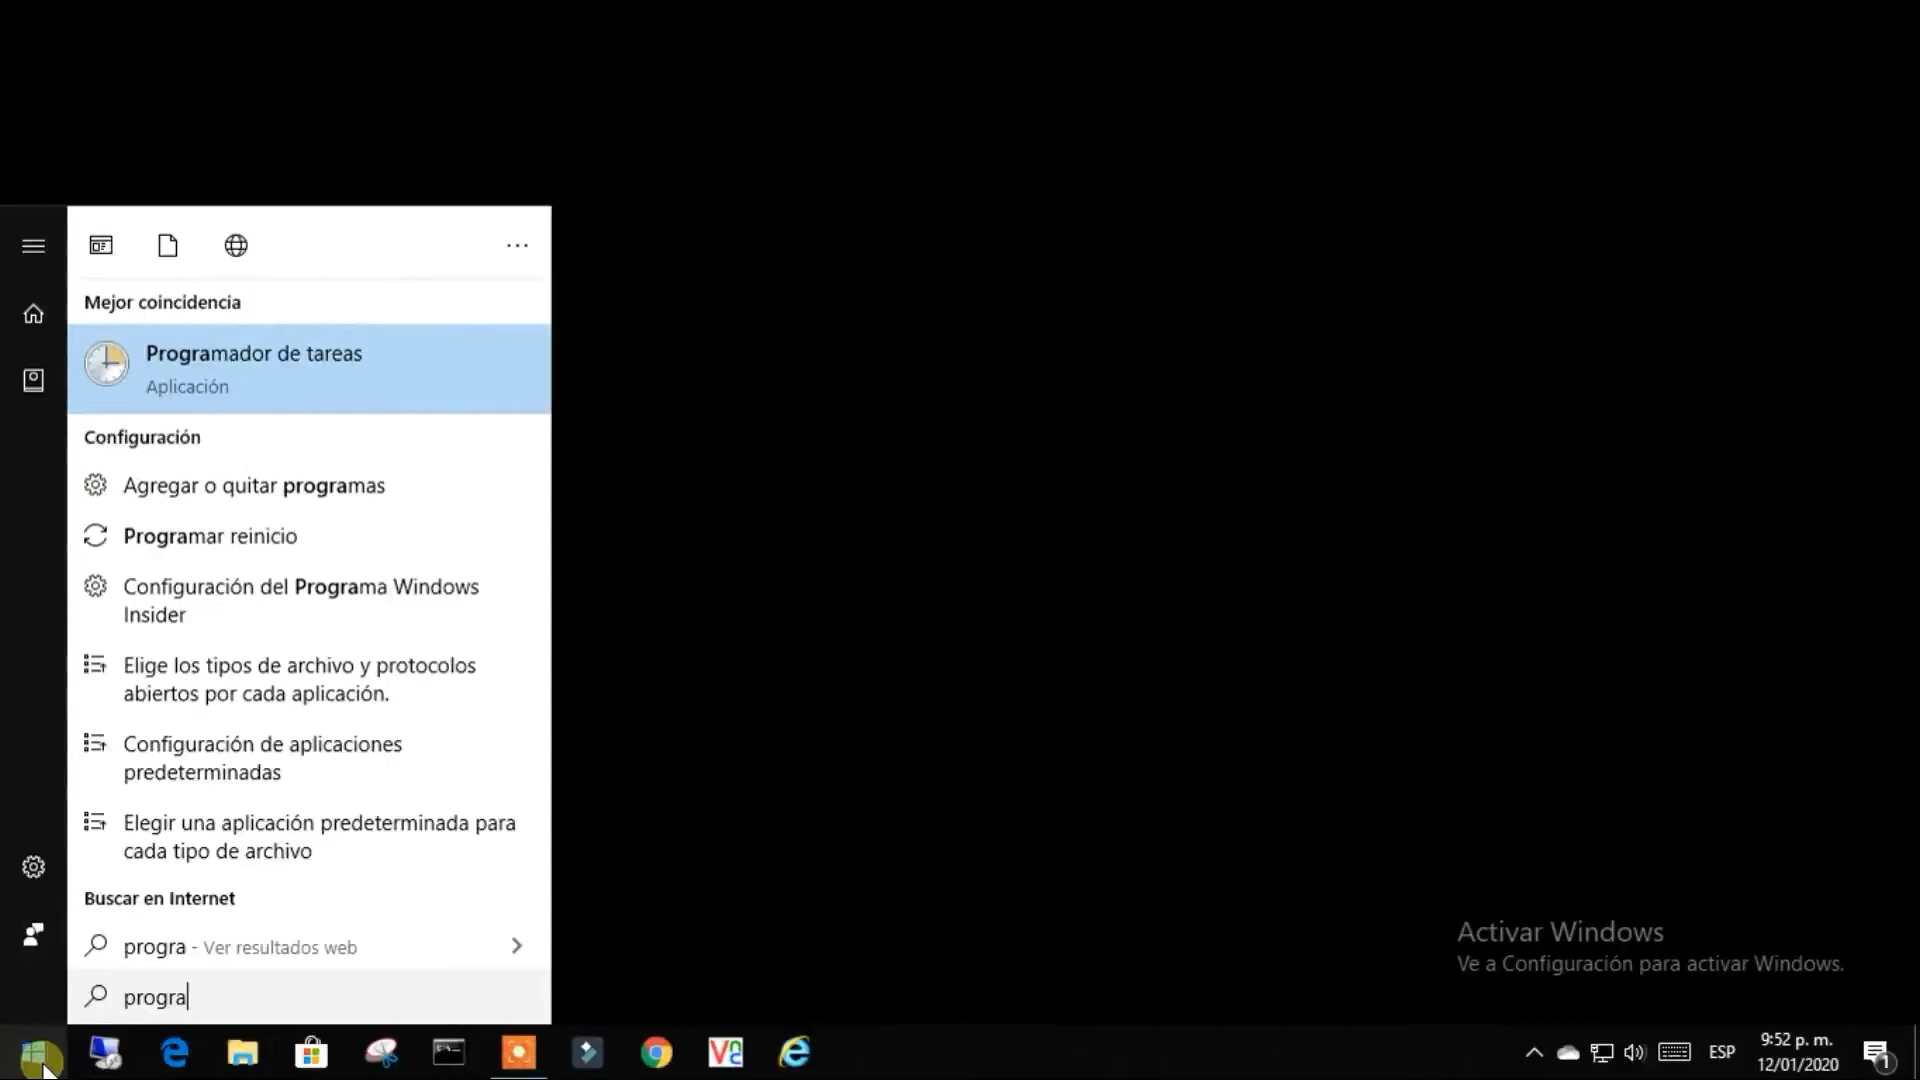 Mejor coincidencia
Programador de tareas
Aplicación
Configuración
Agregar o quitar programas
Programar reinicio
Configuración del Programa Windows
Insider
Elige los tipos de archivo y protocolos
abiertos por cada aplicación.
Configuración de aplicaciones
predeterminadas
Elegir una aplicación predeterminada para
cada tipo de archivo
Buscar en Internet
progra - Ver resultados web
progra
Activar Windows
Ve a Configuración para activar Windows.
ESP
9:52 p. m.
12/01/2020
1